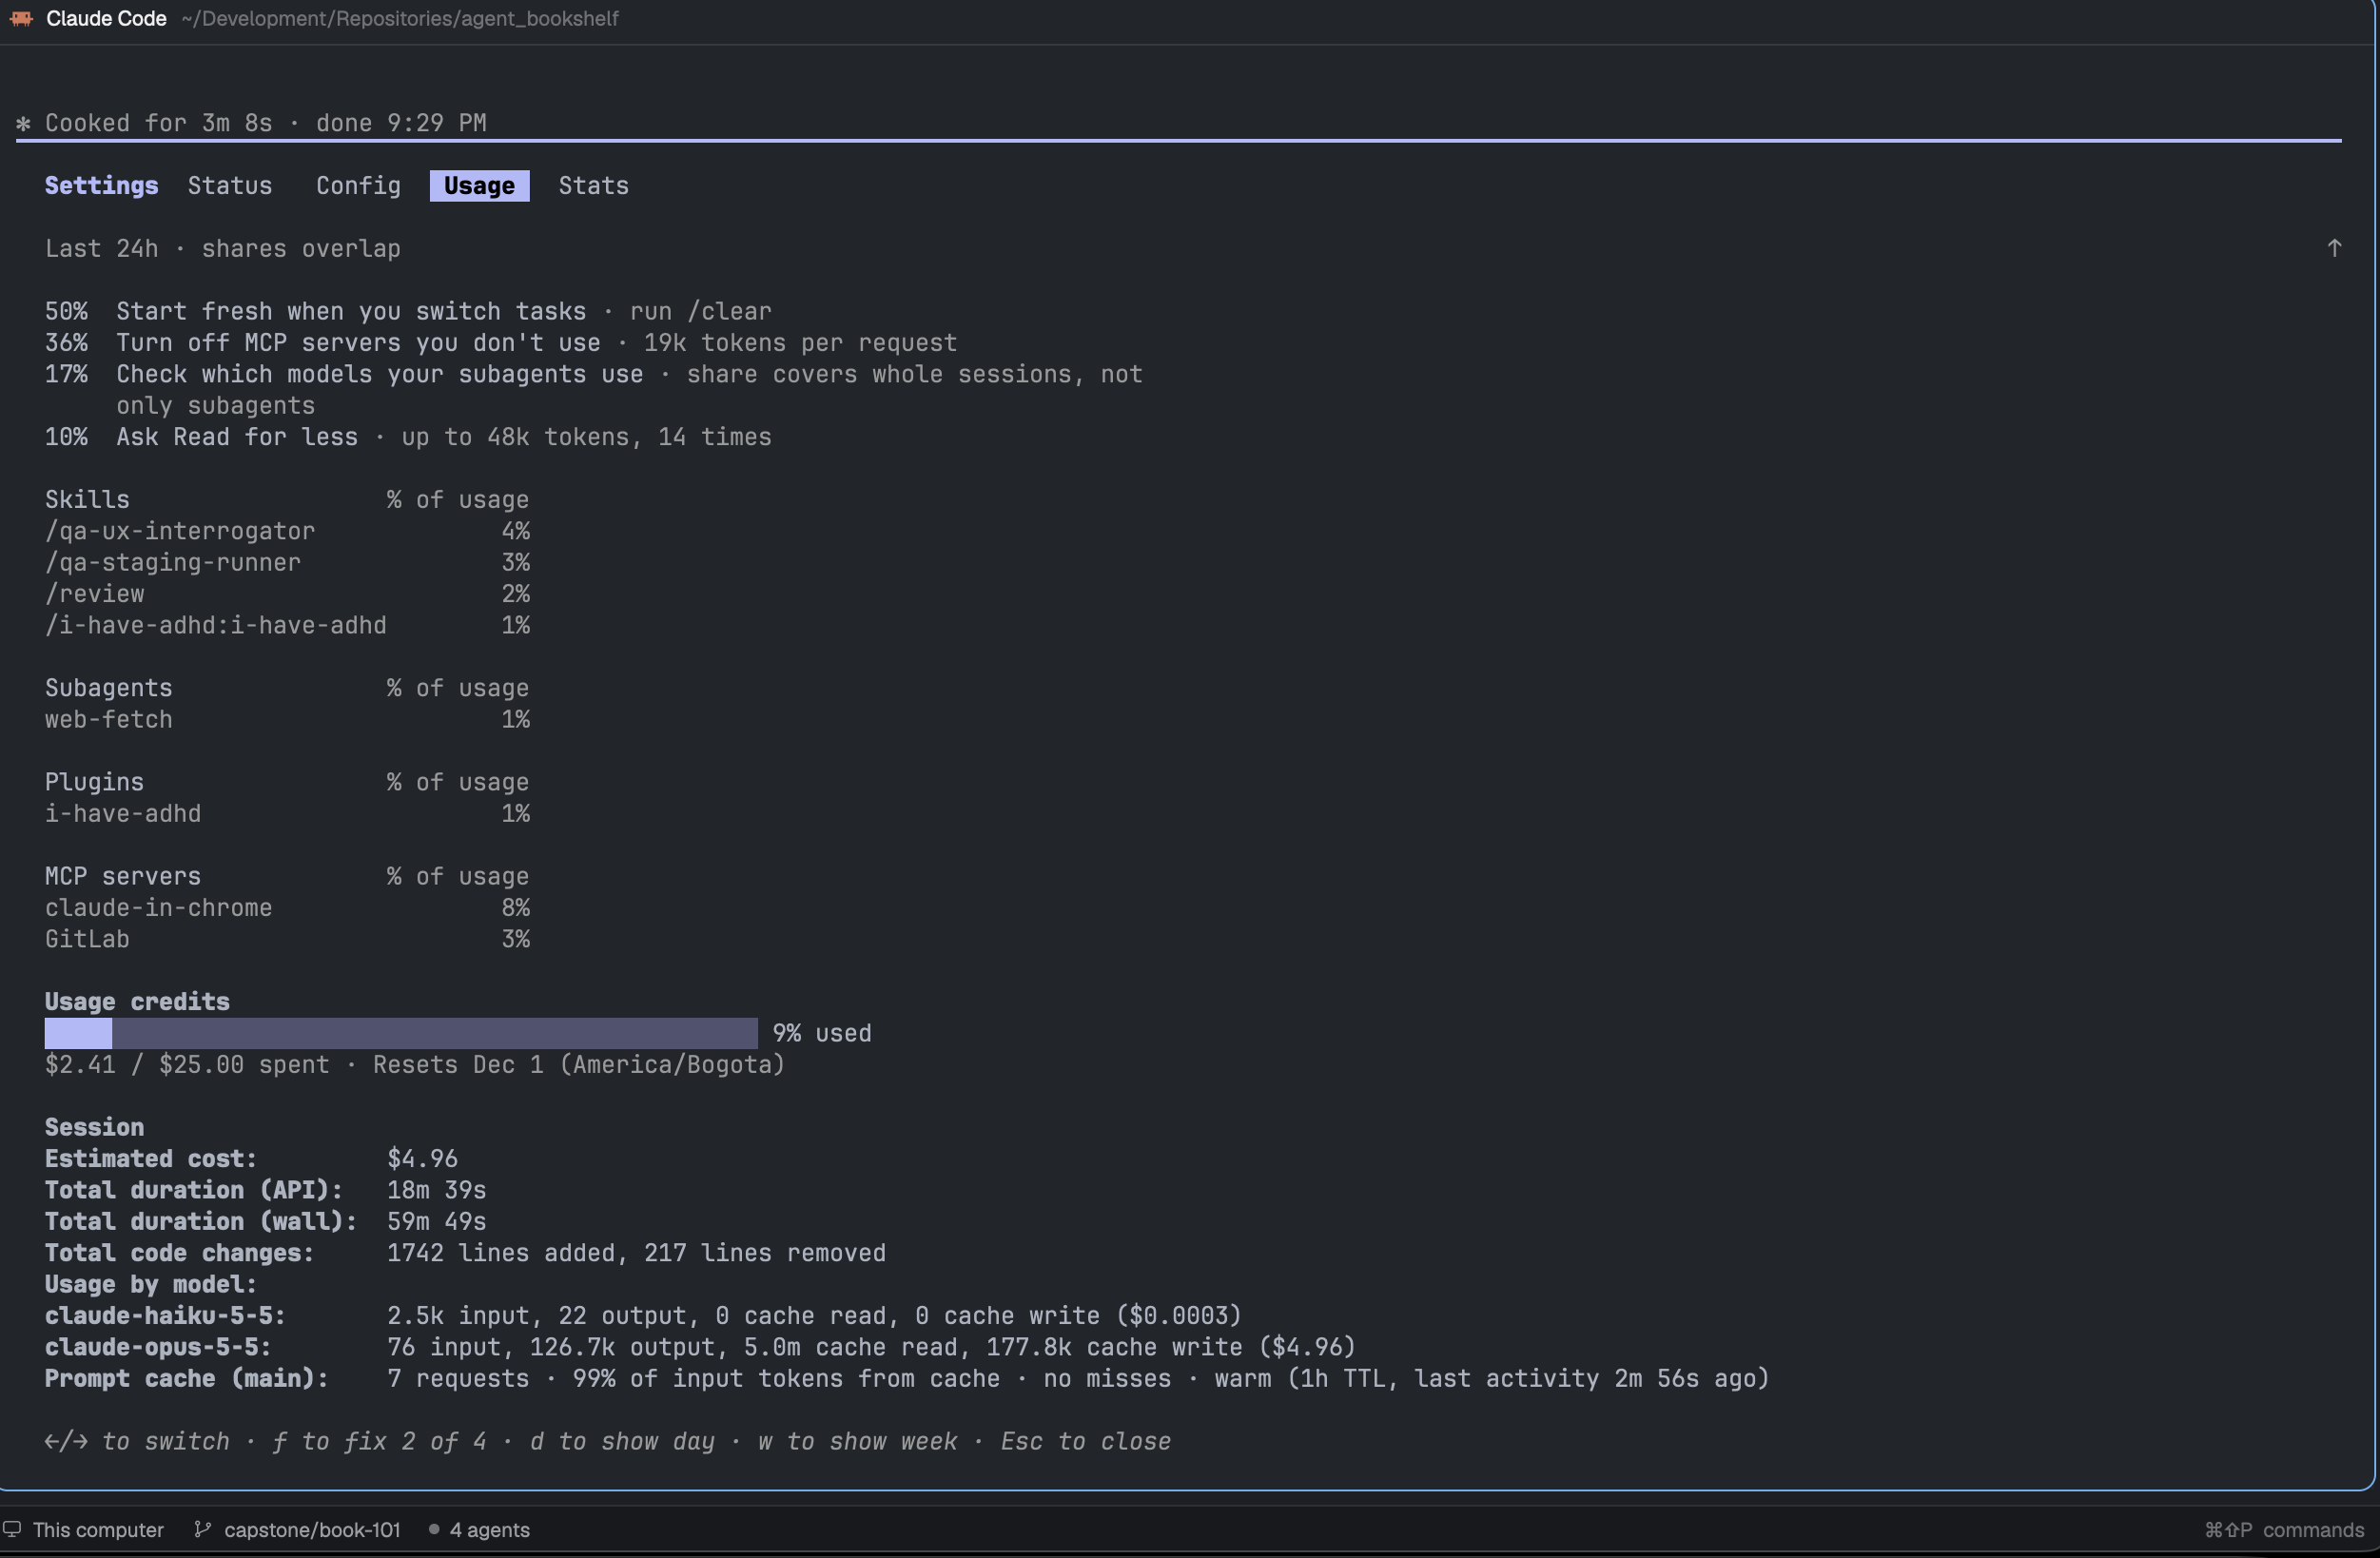 Claude Code ~/Development/Repositories/agent_bookshelf
✻ Cooked for 3m 8s · done 9:29 PM
Settings Status Config Usage Stats
Last 24h · shares overlap ↑
50% Start fresh when you switch tasks · run /clear
36% Turn off MCP servers you don't use · 19k tokens per request
17% Check which models your subagents use · share covers whole sessions, not
only subagents
10% Ask Read for less · up to 48k tokens, 14 times
Skills % of usage
/qa-ux-interrogator 4%
/qa-staging-runner 3%
/review 2%
/i-have-adhd:i-have-adhd 1%
Subagents % of usage
web-fetch 1%
Plugins % of usage
i-have-adhd 1%
MCP servers % of usage
claude-in-chrome 8%
GitLab 3%
Usage credits
9% used
$2.41 / $25.00 spent · Resets Dec 1 (America/Bogota)
Session
Estimated cost: $4.96
Total duration (API): 18m 39s
Total duration (wall): 59m 49s
Total code changes: 1742 lines added, 217 lines removed
Usage by model:
claude-haiku-5-5: 2.5k input, 22 output, 0 cache read, 0 cache write ($0.0003)
claude-opus-5-5: 76 input, 126.7k output, 5.0m cache read, 177.8k cache write ($4.96)
Prompt cache (main): 7 requests · 99% of input tokens from cache · no misses · warm (1h TTL, last activity 2m 56s ago)
←/→ to switch · f to fix 2 of 4 · d to show day · w to show week · Esc to close
This computer capstone/book-101 4 agents ⌘⇧P commands